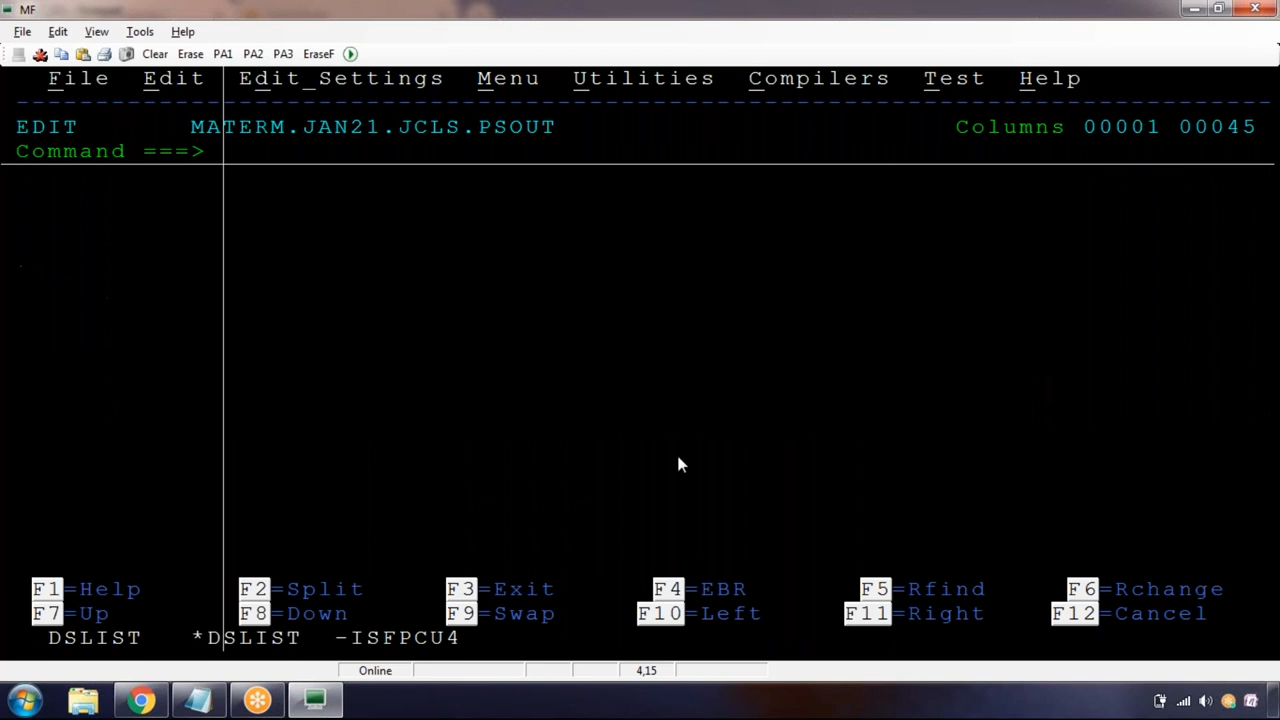 MF
File Edit View Tools Help
Clear Erase PA1 PA2 PA3 EraseF
File Edit Edit_Settings Menu Utilities Compilers Test Help
EDIT MATERM.JAN21.JCLS.PSOUT Columns 00001 00045
Command ===>
F1=Help F2=Split F3=Exit F4=EBR F5=Rfind F6=Rchange
F7=Up F8=Down F9=Swap F10=Left F11=Right F12=Cancel
DSLIST *DSLIST -ISFPCU4
Online 4,15